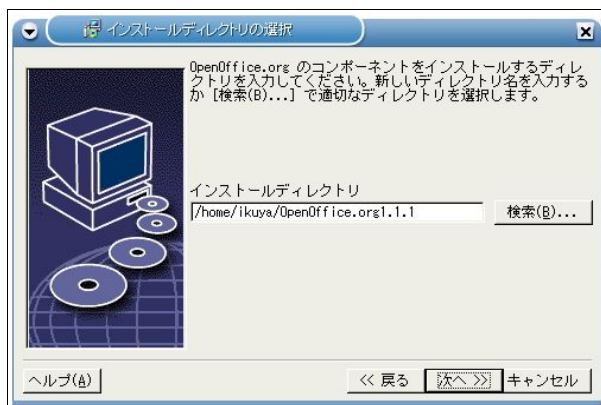 インストールディレクトリの選択
OpenOffice.org のコンポーネントをインストールするディレ
クトリを入力してください。新しいディレクトリ名を入力する
か [検索(B)...] で適切なディレクトリを選択します。
インストールディレクトリ
/home/ikuya/OpenOffice.org1.1.1 検索(B)...
ヘルプ(A) << 戻る 次へ >> キャンセル